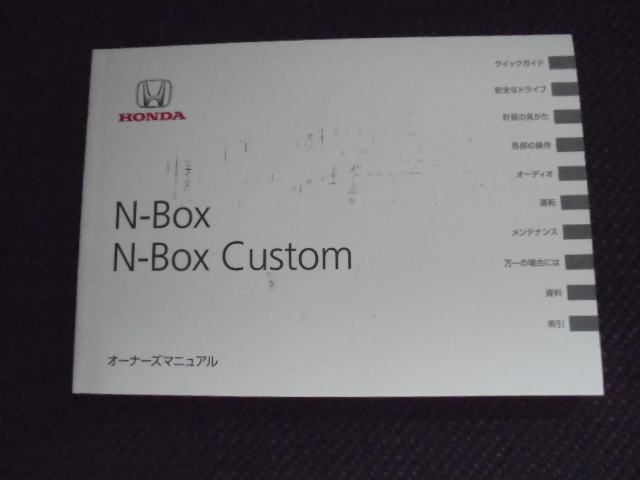 HONDA
N-Box
N-Box Custom
オーナーズマニュアル
クイックガイド
安全なドライブ
計器の見かた
各部の操作
オーディオ
運転
メンテナンス
万一の場合には
資料
索引